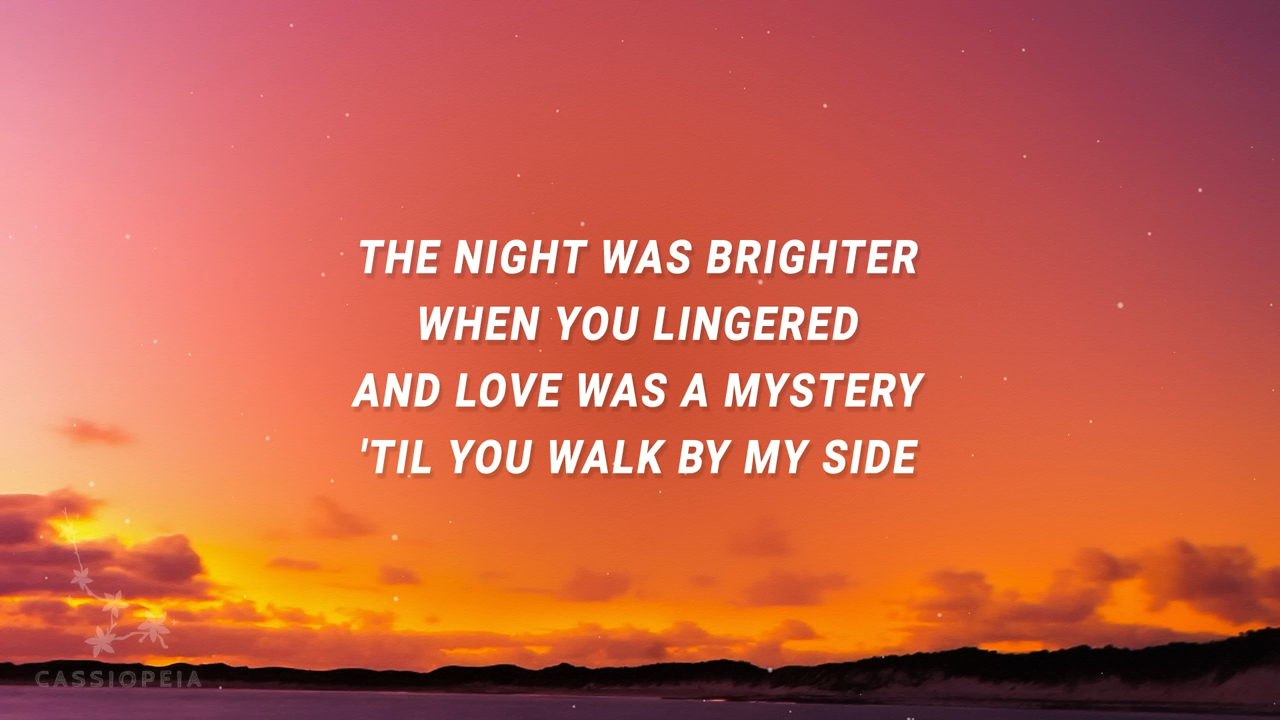 THE NIGHT WAS BRIGHTER
WHEN YOU LINGERED
AND LOVE WAS A MYSTERY
'TIL YOU WALK BY MY SIDE
CASSIOPEIA